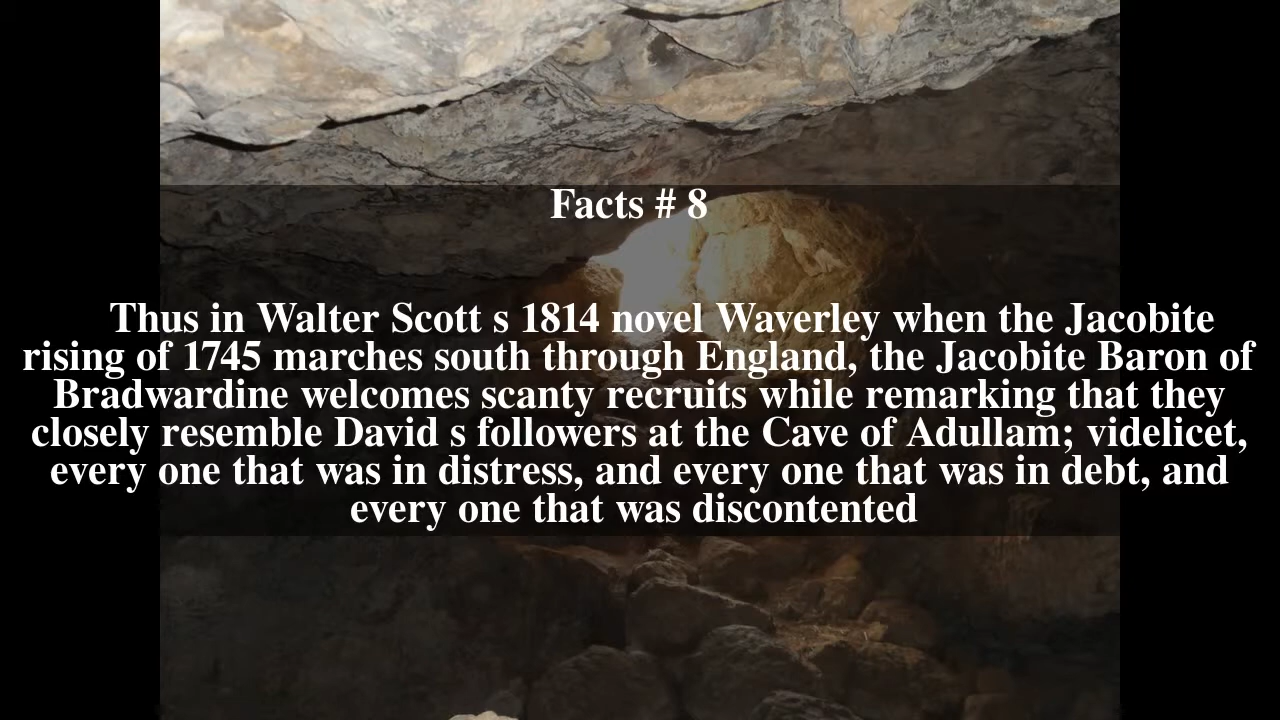 Facts # 8
Thus in Walter Scott s 1814 novel Waverley when the Jacobite
rising of 1745 marches south through England, the Jacobite Baron of
Bradwardine welcomes scanty recruits while remarking that they
closely resemble David s followers at the Cave of Adullam; videlicet,
every one that was in distress, and every one that was in debt, and
every one that was discontented